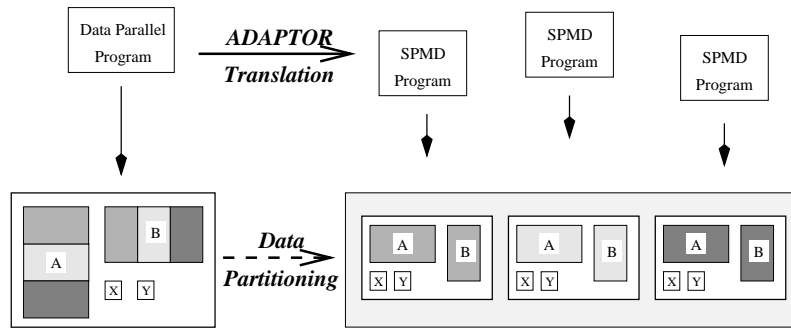 Data Parallel
Program
ADAPTOR
Translation
SPMD
Program
SPMD
Program
SPMD
Program
A
B
X Y
Data
Partitioning
A
B
X Y
A
B
X Y
A
B
X Y